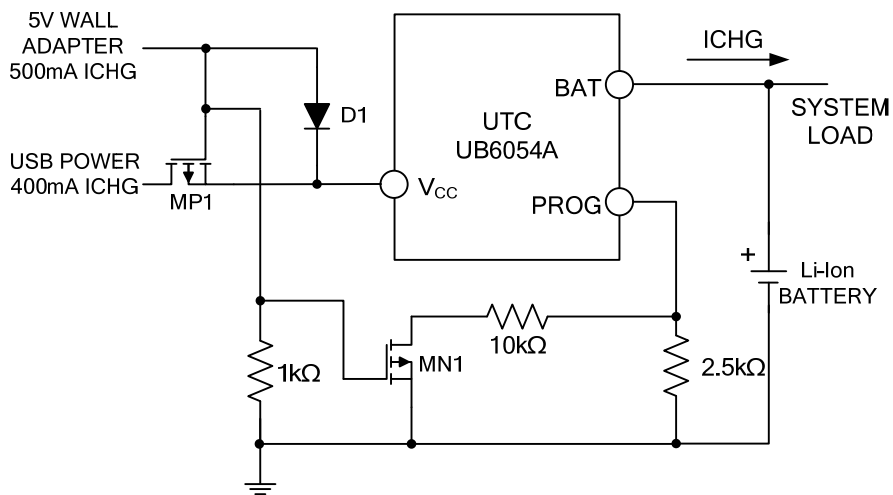 5V WALL
ADAPTER
500mA ICHG
USB POWER
400mA ICHG
MP1
D1
UTC
UB6054A
BAT
V_CC
PROG
ICHG
SYSTEM
LOAD
+
Li-Ion
BATTERY
1kΩ
MN1
10kΩ
2.5kΩ